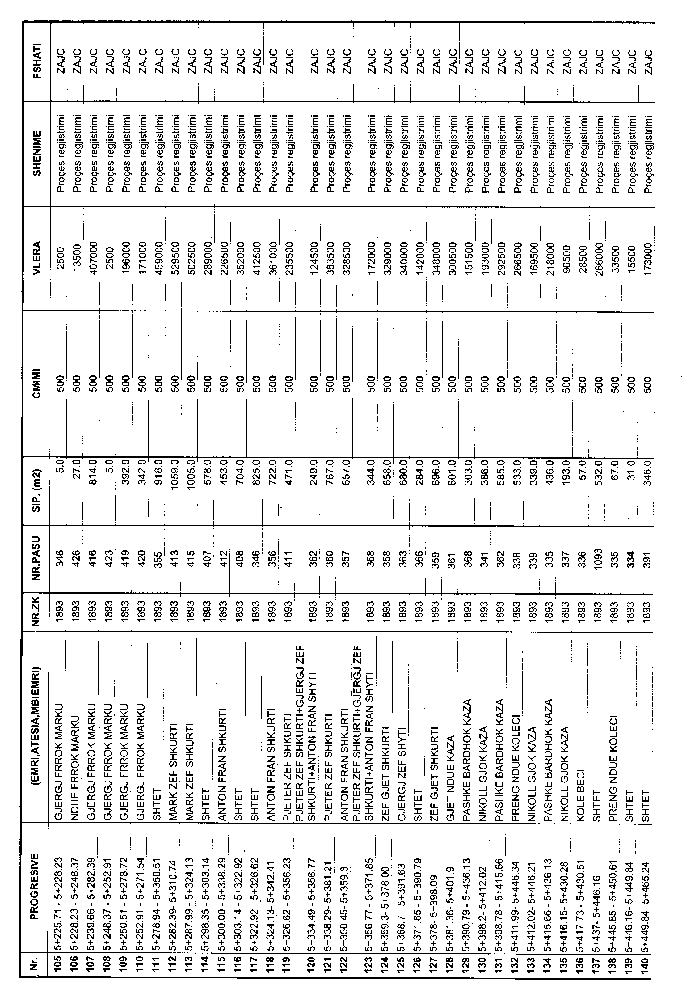 Nr. PROGRESIVE (EMRI,ATESIA,MBIEMRI) NR.ZK NR.PASU SIP. (m2) CMIMI VLERA SHENIME FSHATI
105 5+225.71 - 5+228.23 GJERGJ FRROK MARKU 1893 346 5.0 500 2500 Proçes regjistrimi ZAJC
106 5+228.23 - 5+248.37 NDUE FRROK MARKU 1893 426 27.0 500 13500 Proçes regjistrimi ZAJC
107 5+239.66 - 5+282.39 GJERGJ FRROK MARKU 1893 416 814.0 500 407000 Proçes regjistrimi ZAJC
108 5+248.37 - 5+252.91 GJERGJ FRROK MARKU 1893 423 5.0 500 2500 Proçes regjistrimi ZAJC
109 5+250.51 - 5+278.72 GJERGJ FRROK MARKU 1893 419 392.0 500 196000 Proçes regjistrimi ZAJC
110 5+252.91 - 5+271.54 GJERGJ FRROK MARKU 1893 420 342.0 500 171000 Proçes regjistrimi ZAJC
111 5+278.94 - 5+350.51 SHTET 1893 355 918.0 500 459000 Proçes regjistrimi ZAJC
112 5+282.39- 5+310.74 MARK ZEF SHKURTI 1893 413 1059.0 500 529500 Proçes regjistrimi ZAJC
113 5+287.99 - 5+324.13 MARK ZEF SHKURTI 1893 415 1005.0 500 502500 Proçes regjistrimi ZAJC
114 5+298.35 - 5+303.14 SHTET 1893 407 578.0 500 289000 Proçes regjistrimi ZAJC
115 5+300.00 - 5+338.29 ANTON FRAN SHKURTI 1893 412 453.0 500 226500 Proçes regjistrimi ZAJC
116 5+303.14 - 5+322.92 SHTET 1893 408 704.0 500 352000 Proçes regjistrimi ZAJC
117 5+322.92 - 5+326.62 SHTET 1893 346 825.0 500 412500 Proçes regjistrimi ZAJC
118 5+324.13- 5+342.41 ANTON FRAN SHKURTI 1893 356 722.0 500 361000 Proçes regjistrimi ZAJC
119 5+326.62 - 5+356.23 PJETER ZEF SHKURTI 1893 411 471.0 500 235500 Proçes regjistrimi ZAJC
PJETER ZEF SHKURTI+GJERGJ ZEF
120 5+334.49 - 5+356.77 SHKURTI+ANTON FRAN SHYTI 1893 362 249.0 500 124500 Proçes regjistrimi ZAJC
121 5+338.29- 5+381.21 PJETER ZEF SHKURTI 1893 360 767.0 500 383500 Proçes regjistrimi ZAJC
122 5+350.45- 5+359.3 ANTON FRAN SHKURTI 1893 357 657.0 500 328500 Proçes regjistrimi ZAJC
PJETER ZEF SHKURTI+GJERGJ ZEF
123 5+356.77 - 5+371.85 SHKURTI+ANTON FRAN SHYTI 1893 368 344.0 500 172000 Proçes regjistrimi ZAJC
124 5+359.3- 5+378.00 ZEF GJET SHKURTI 1893 358 658.0 500 329000 Proçes regjistrimi ZAJC
125 5+368.7 - 5+391.63 GJERGJ ZEF SHYTI 1893 363 680.0 500 340000 Proçes regjistrimi ZAJC
126 5+371.85 - 5+390.79 SHTET 1893 366 284.0 500 142000 Proçes regjistrimi ZAJC
127 5+378- 5+398.09 ZEF GJET SHKURTI 1893 359 696.0 500 348000 Proçes regjistrimi ZAJC
128 5+381.36- 5+401.9 GJET NDUE KAZA 1893 361 601.0 500 300500 Proçes regjistrimi ZAJC
129 5+390.79 - 5+436.13 PASHKE BARDHOK KAZA 1893 368 303.0 500 151500 Proçes regjistrimi ZAJC
130 5+398.2- 5+412.02 NIKOLL GJOK KAZA 1893 341 386.0 500 193000 Proçes regjistrimi ZAJC
131 5+398.78 - 5+415.66 PASHKE BARDHOK KAZA 1893 362 585.0 500 292500 Proçes regjistrimi ZAJC
132 5+411.99- 5+446.34 PRENG NDUE KOLECI 1893 338 533.0 500 266500 Proçes regjistrimi ZAJC
133 5+412.02- 5+446.21 NIKOLL GJOK KAZA 1893 339 339.0 500 169500 Proçes regjistrimi ZAJC
134 5+415.66 - 5+436.13 PASHKE BARDHOK KAZA 1893 335 436.0 500 218000 Proçes regjistrimi ZAJC
135 5+416.15- 5+430.28 NIKOLL GJOK KAZA 1893 337 193.0 500 96500 Proçes regjistrimi ZAJC
136 5+417.73 - 5+430.51 KOLE BECI 1893 336 57.0 500 28500 Proçes regjistrimi ZAJC
137 5+437- 5+446.16 SHTET 1893 1093 532.0 500 266000 Proçes regjistrimi ZAJC
138 5+445.85 - 5+450.61 PRENG NDUE KOLECI 1893 335 67.0 500 33500 Proçes regjistrimi ZAJC
139 5+446.16- 5+449.84 SHTET 1893 334 31.0 500 15500 Proçes regjistrimi ZAJC
140 5+449.84- 5+465.24 SHTET 1893 391 346.0 500 173000 Proçes regjistrimi ZAJC